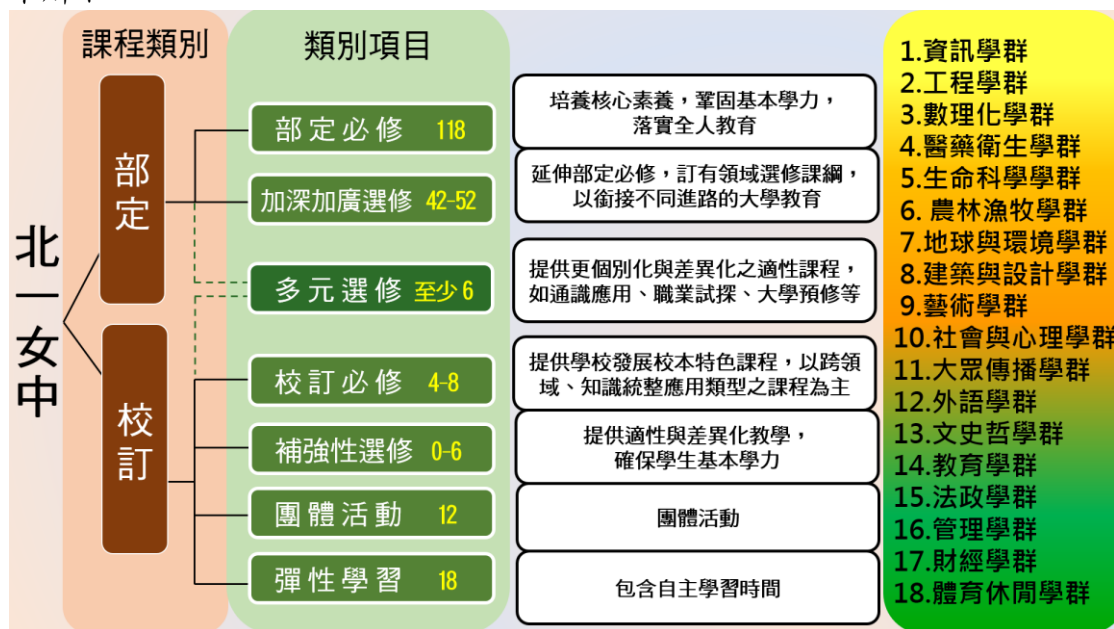 課程類別
類別項目
北一女中
部定
校訂
部定必修 118
培養核心素養，鞏固基本學力，
落實全人教育
加深加廣選修 42-52
延伸部定必修，訂有領域選修課綱，
以銜接不同進路的大學教育
多元選修 至少 6
提供更個別化與差異化之適性課程，
如通識應用、職業試探、大學預修等
校訂必修 4-8
提供學校發展校本特色課程，以跨領
域、知識統整應用類型之課程為主
補強性選修 0-6
提供適性與差異化教學，
確保學生基本學力
團體活動 12
團體活動
彈性學習 18
包含自主學習時間
1.資訊學群
2.工程學群
3.數理化學群
4.醫藥衛生學群
5.生命科學學群
6. 農林漁牧學群
7.地球與環境學群
8.建築與設計學群
9.藝術學群
10.社會與心理學群
11.大眾傳播學群
12.外語學群
13.文史哲學群
14.教育學群
15.法政學群
16.管理學群
17.財經學群
18.體育休閒學群